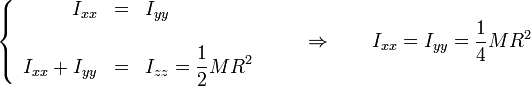 I_{xx} = I_{yy}
I_{xx} + I_{yy} = I_{zz} = \frac{1}{2}MR^2 ⇒ I_{xx} = I_{yy} = \frac{1}{4}MR^2